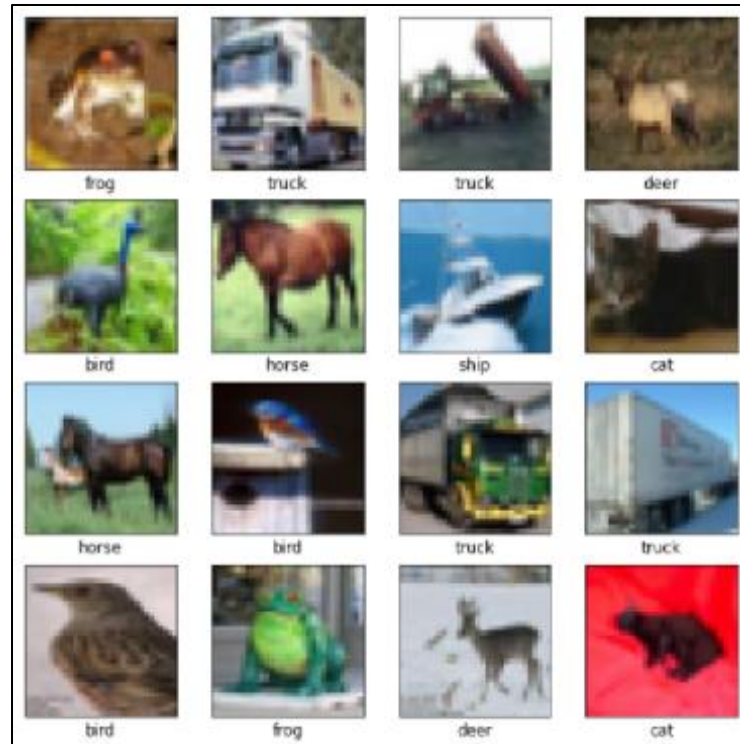 frog truck truck deer
bird horse ship cat
horse bird truck truck
bird frog deer cat